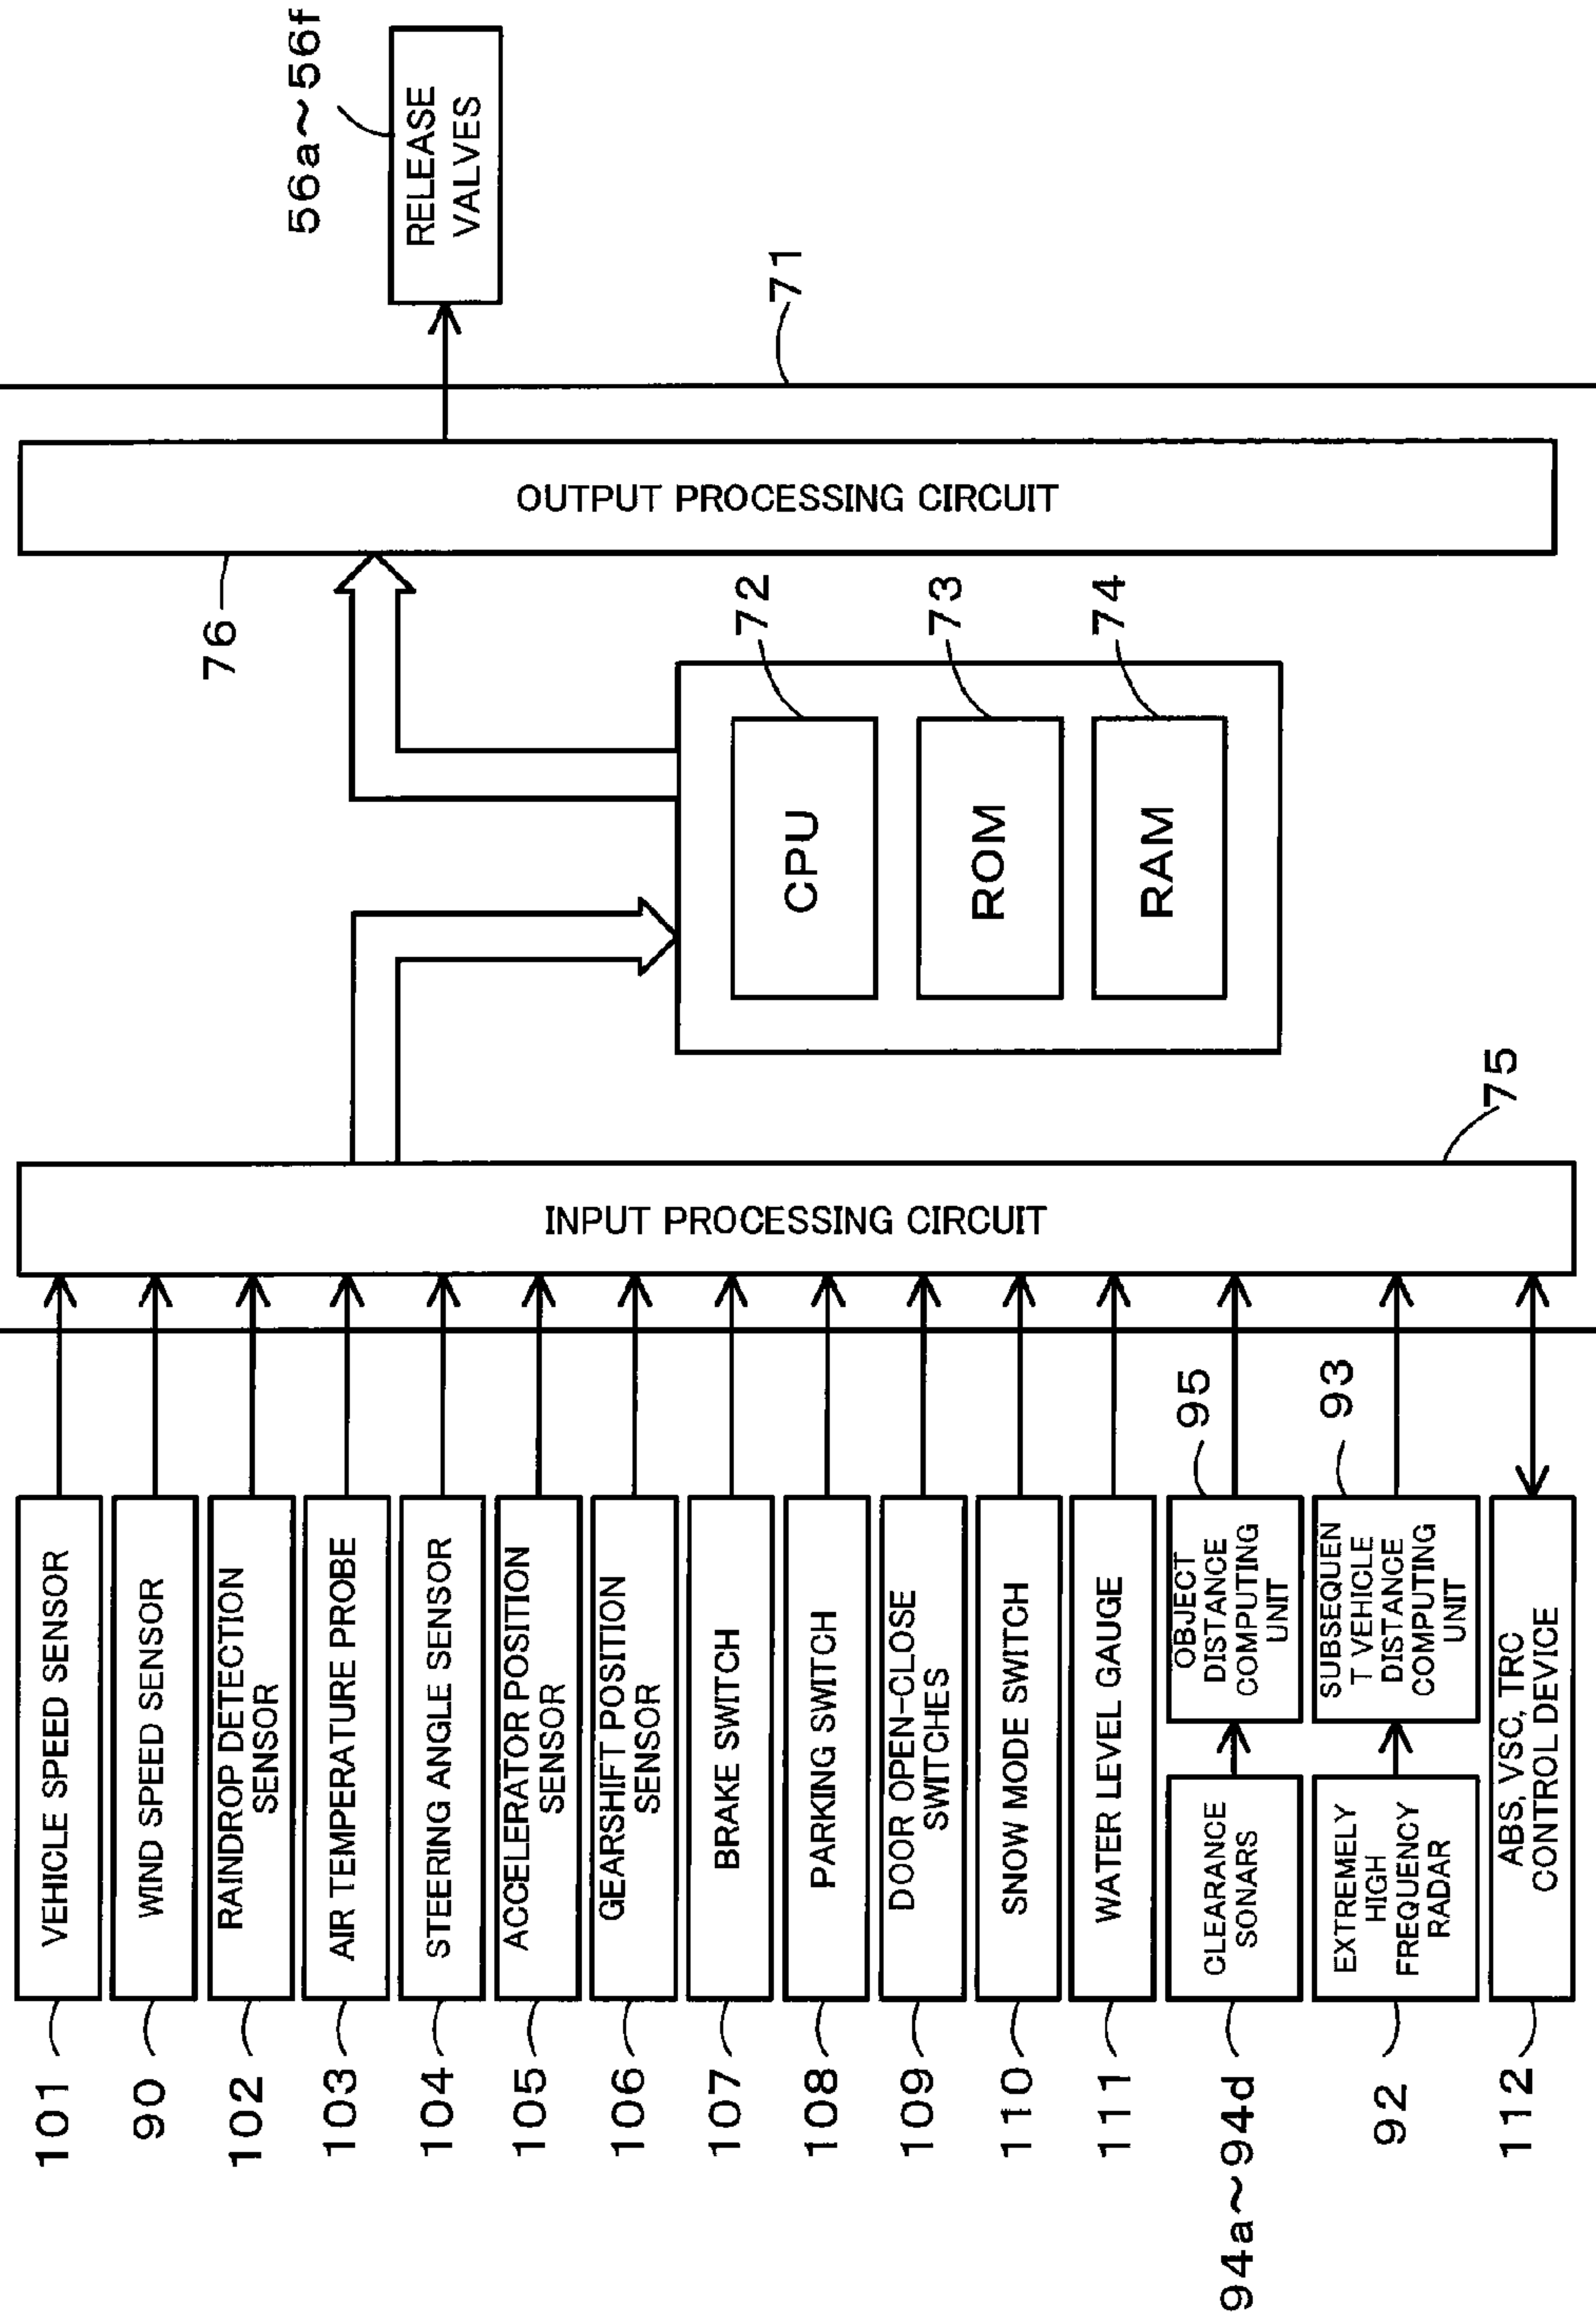 101
VEHICLE SPEED SENSOR
90
WIND SPEED SENSOR
102
RAINDROP DETECTION
SENSOR
103
AIR TEMPERATURE PROBE
104
STEERING ANGLE SENSOR
105
ACCELERATOR POSITION
SENSOR
106
GEARSHIFT POSITION
SENSOR
107
BRAKE SWITCH
108
PARKING SWITCH
109
DOOR OPEN-CLOSE
SWITCHES
110
SNOW MODE SWITCH
111
WATER LEVEL GAUGE
94a~94d
CLEARANCE
SONARS
OBJECT
DISTANCE
COMPUTING
UNIT
95
92
EXTREMELY
HIGH
FREQUENCY
RADAR
SUBSEQUEN
T VEHICLE
DISTANCE
COMPUTING
UNIT
93
112
ABS, VSC, TRC
CONTROL DEVICE
INPUT PROCESSING CIRCUIT
75
CPU
72
ROM
73
RAM
74
76
OUTPUT PROCESSING CIRCUIT
71
56a~56f
RELEASE
VALVES